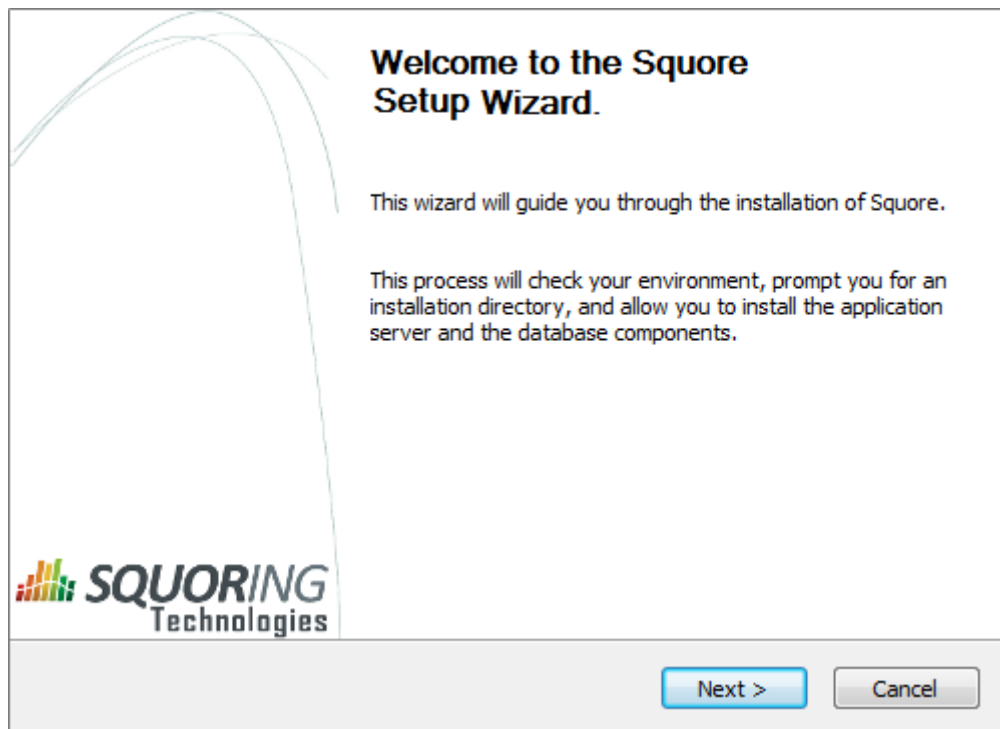 Welcome to the Squore
Setup Wizard.
This wizard will guide you through the installation of Squore.
This process will check your environment, prompt you for an
installation directory, and allow you to install the application
server and the database components.
SQUORING
Technologies
Next >
Cancel